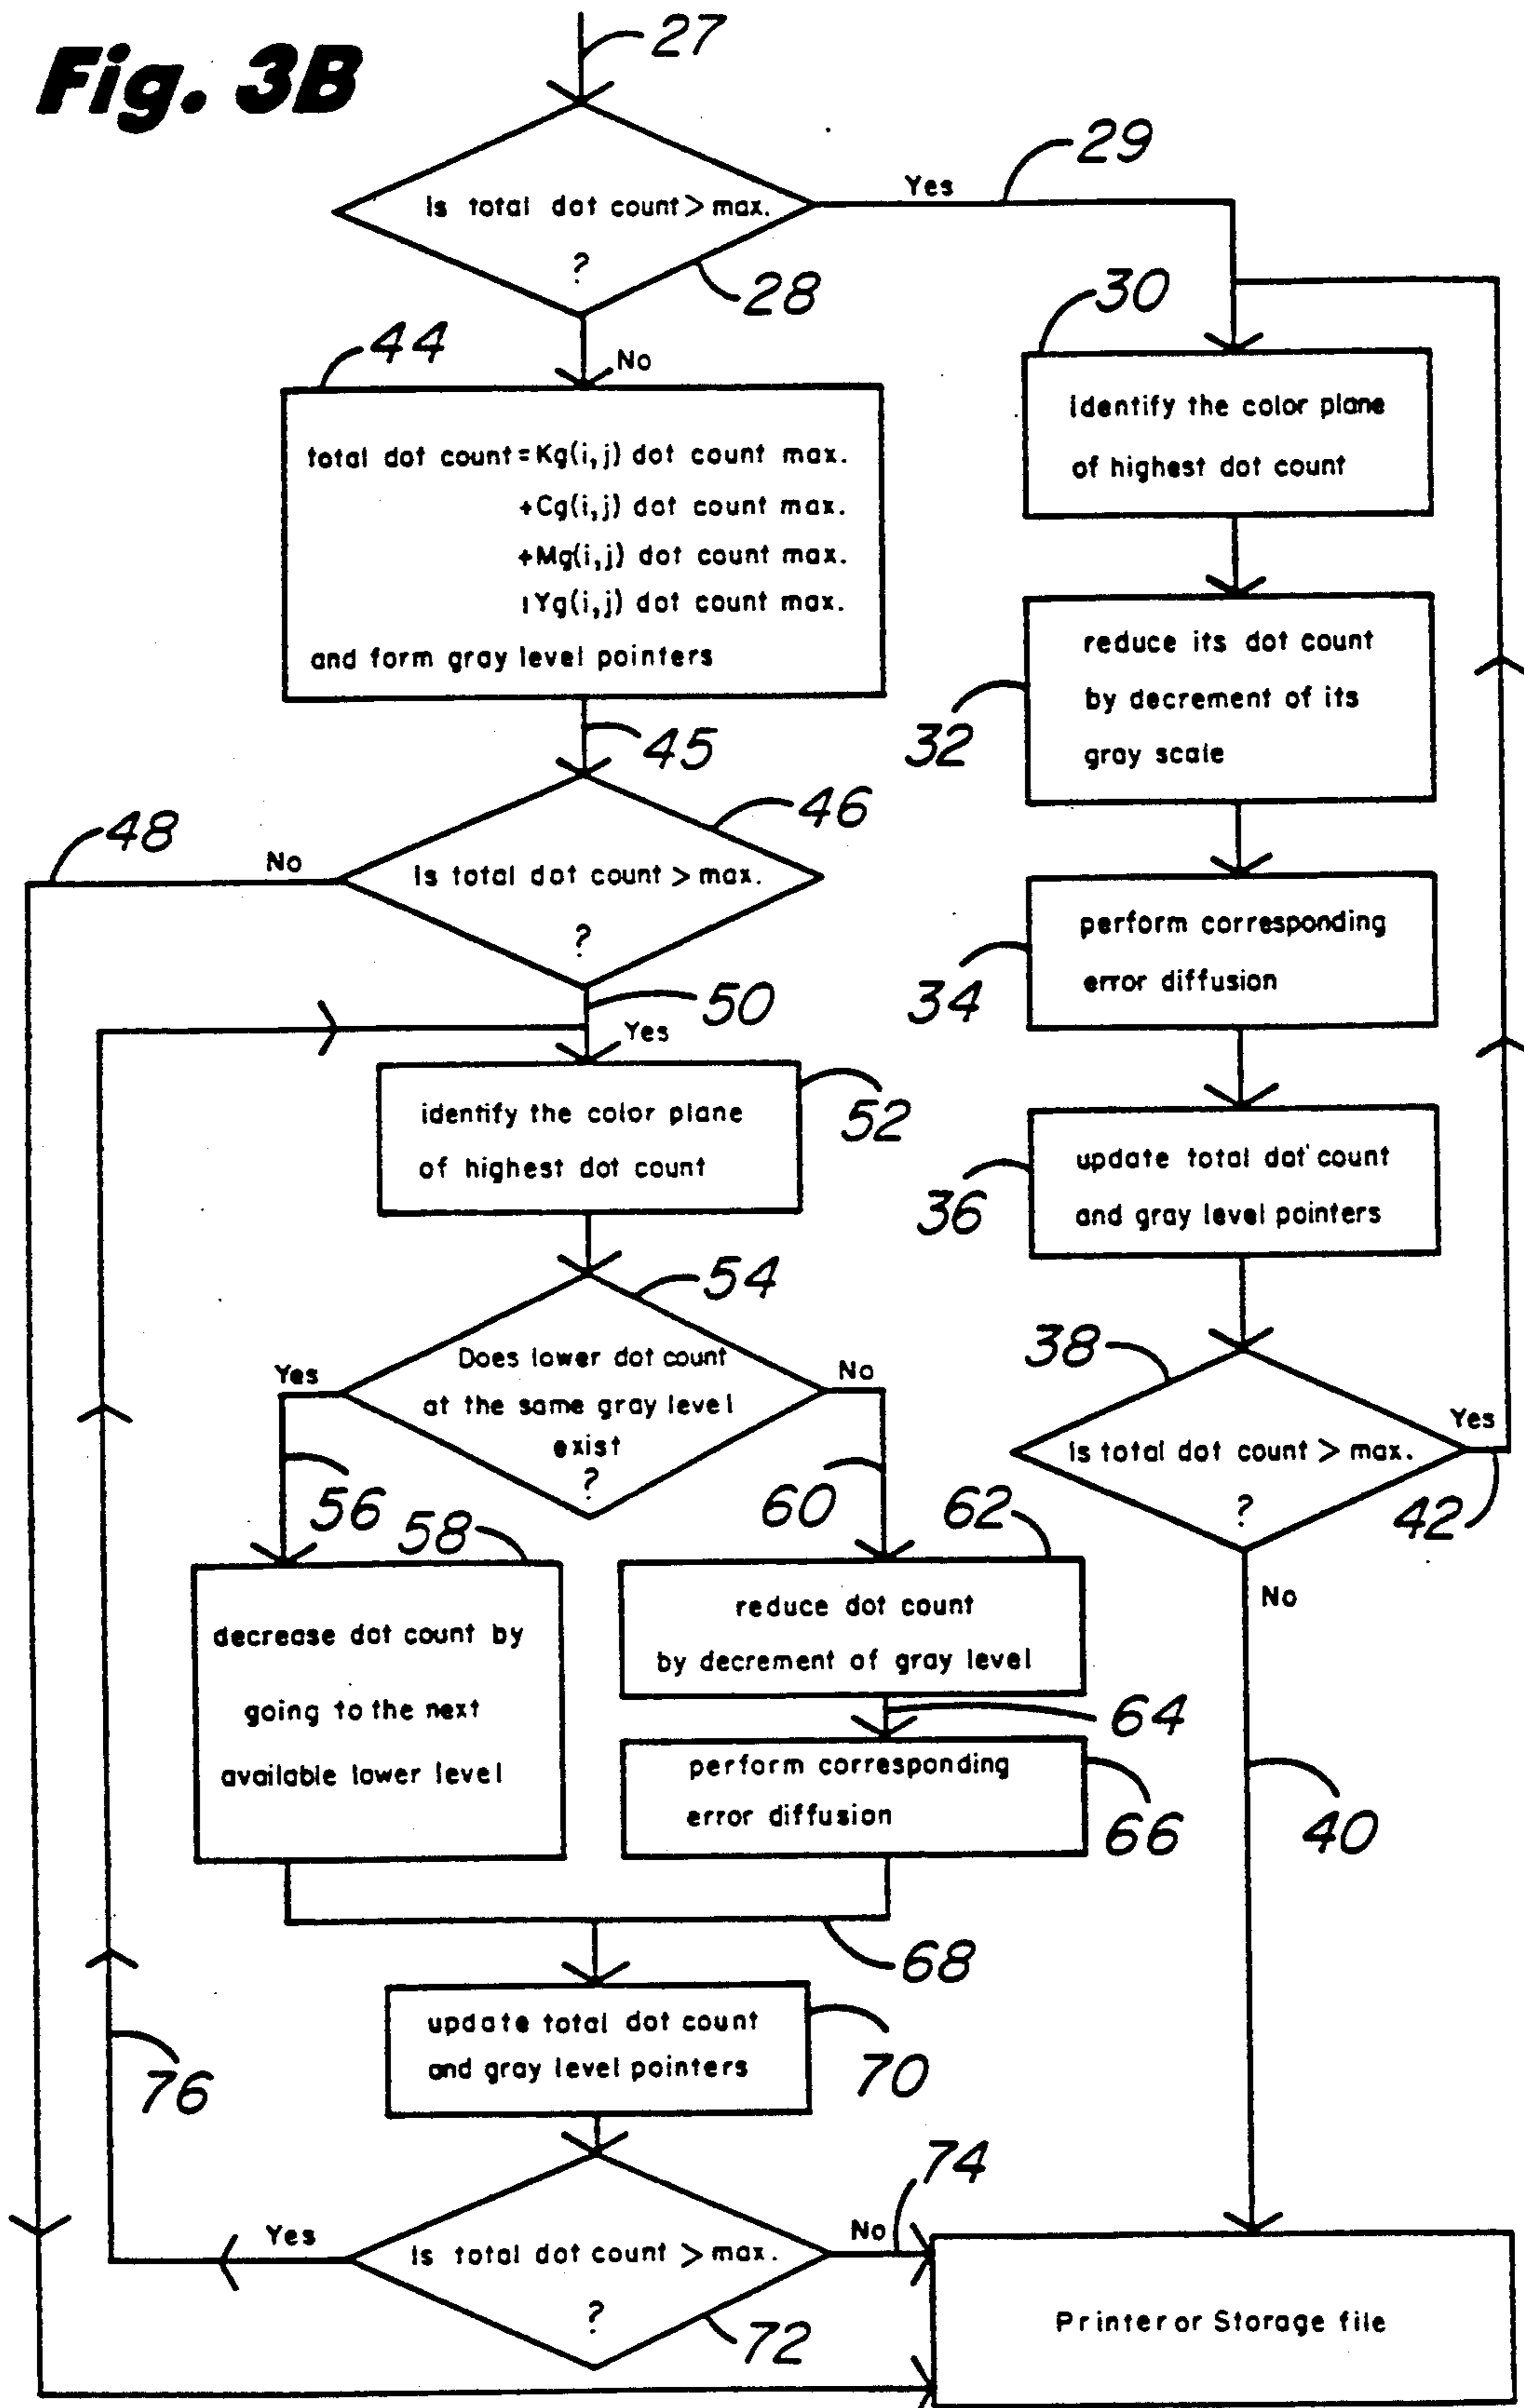 Fig. 3B
27
Is total dot count > max.
?
28
Yes
29
No
44
total dot count = Kg(i,j) dot count max.
+Cg(i,j) dot count max.
+Mg(i,j) dot count max.
ıYg(i,j) dot count max.
and form gray level pointers
45
30
identify the color plane
of highest dot count
32
reduce its dot count
by decrement of its
gray scale
34
perform corresponding
error diffusion
36
update total dot count
and gray level pointers
38
Is total dot count > max.
?
Yes
42
No
40
46
Is total dot count > max.
?
No
48
50
Yes
52
identify the color plane
of highest dot count
54
Does lower dot count
at the same gray level
exist
?
Yes
No
56
58
decrease dot count by
going to the next
available lower level
60
62
reduce dot count
by decrement of gray level
64
perform corresponding
error diffusion
66
68
update total dot count
and gray level pointers
70
76
Is total dot count > max.
?
72
Yes
No
74
Printer or Storage file